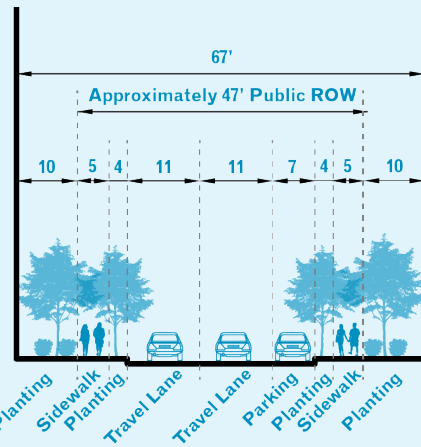 67'
Approximately 47' Public ROW
10 5 4 11 11 7 4 5 10
Planting Sidewalk Planting Travel Lane Travel Lane Parking Planting Sidewalk Planting